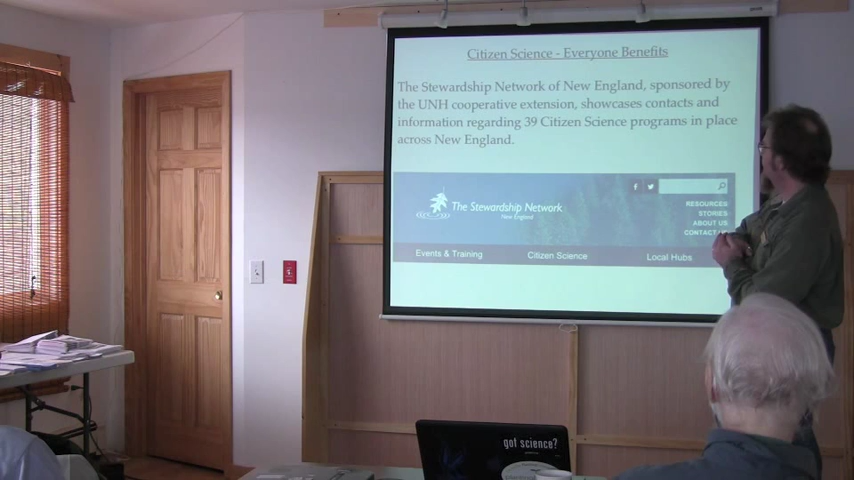 Citizen Science - Everyone Benefits
The Stewardship Network of New England, sponsored by
the UNH cooperative extension, showcases contacts and
information regarding 39 Citizen Science programs in place
across New England.
RESOURCES
The Stewardship Network
STORIES
New England
ABOUT US
CONTACT
Events & Training
Citizen Science
Local Hubs
got science?